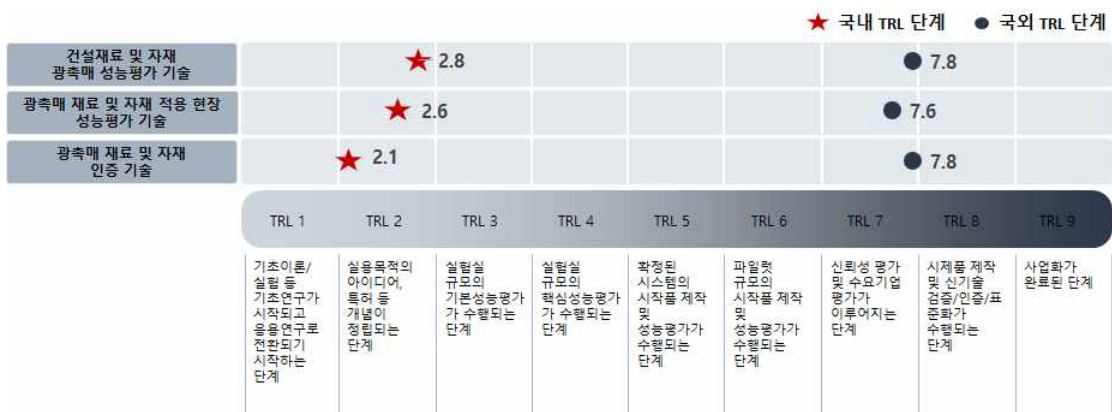 ★ 국내 TRL 단계 ● 국외 TRL 단계
건설재료 및 자재
광촉매 성능평가 기술
2.8
7.8
광촉매 재료 및 자재 적용 현장
성능평가 기술
2.6
7.6
광촉매 재료 및 자재
인증 기술
2.1
7.8
TRL 1 TRL 2 TRL 3 TRL 4 TRL 5 TRL 6 TRL 7 TRL 8 TRL 9
기초이론/
실험 등
기초연구가
시작되고
응용연구로
전환되기
시작하는
단계
실용목적의
아이디어,
특허 등
개념이
정립되는
단계
실험실
규모의
기본성능평가
가 수행되는
단계
실험실
규모의
핵심성능평가
가 수행되는
단계
확정된
시스템의
시작품 제작
및
성능평가가
수행되는
단계
파일럿
규모의
시작품 제작
및
성능평가가
수행되는
단계
신뢰성 평가
및 수요기업
평가가
이루어지는
단계
시제품 제작
및 신기술
검증/인증/표
준화가
수행되는
단계
사업화가
완료된 단계